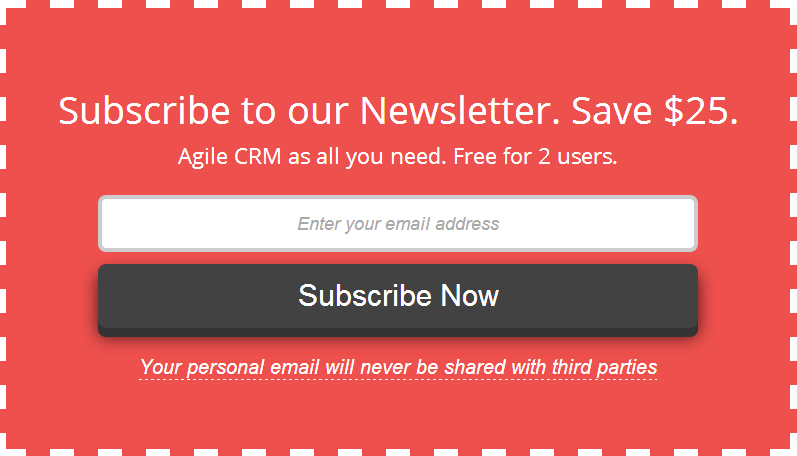 Subscribe to our Newsletter. Save $25.
Agile CRM as all you need. Free for 2 users.
Enter your email address
Subscribe Now
Your personal email will never be shared with third parties